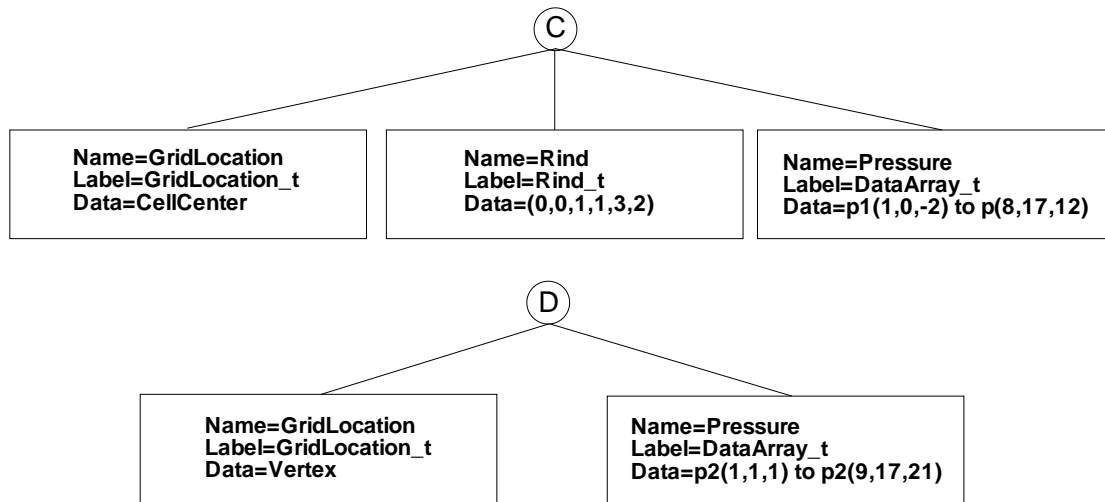 C
Name=GridLocation
Label=GridLocation_t
Data=CellCenter
Name=Rind
Label=Rind_t
Data=(0,0,1,1,3,2)
Name=Pressure
Label=DataArray_t
Data=p1(1,0,-2) to p(8,17,12)
D
Name=GridLocation
Label=GridLocation_t
Data=Vertex
Name=Pressure
Label=DataArray_t
Data=p2(1,1,1) to p2(9,17,21)